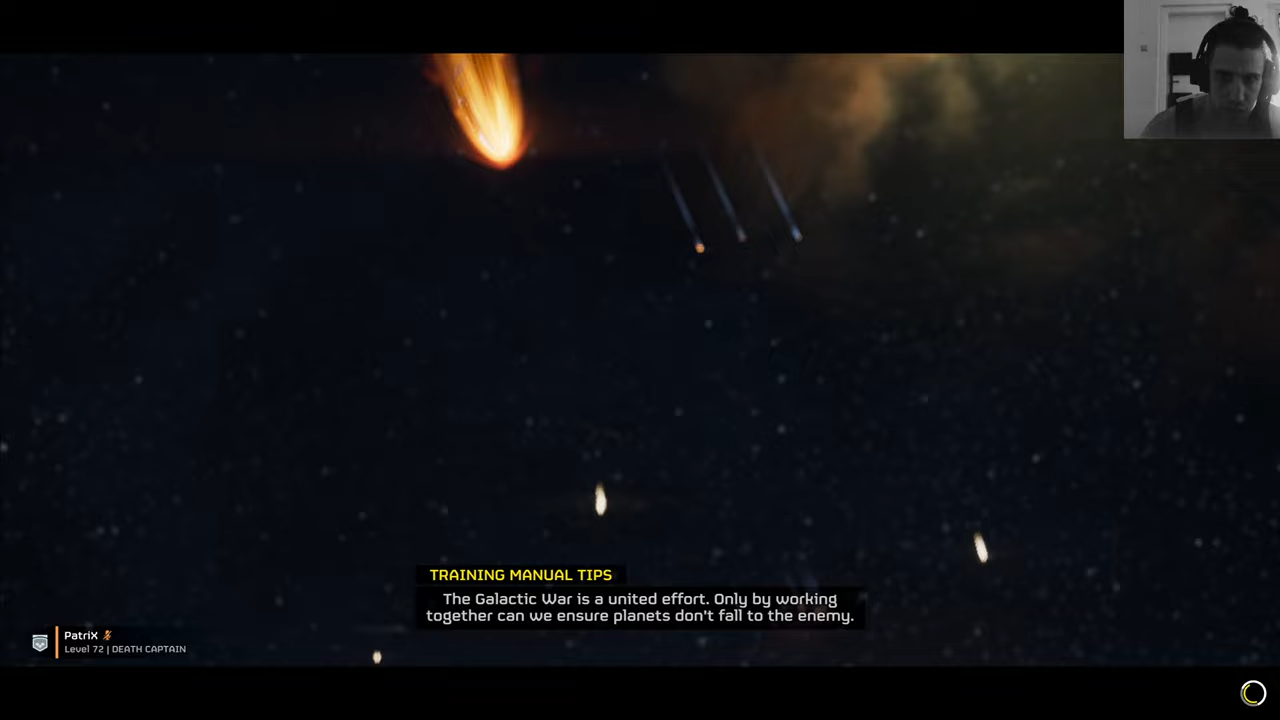 TRAINING MANUAL TIPS
The Galactic War is a united effort. Only by working
together can we ensure planets don't fall to the enemy.
PatriX
Level 72 | DEATH CAPTAIN